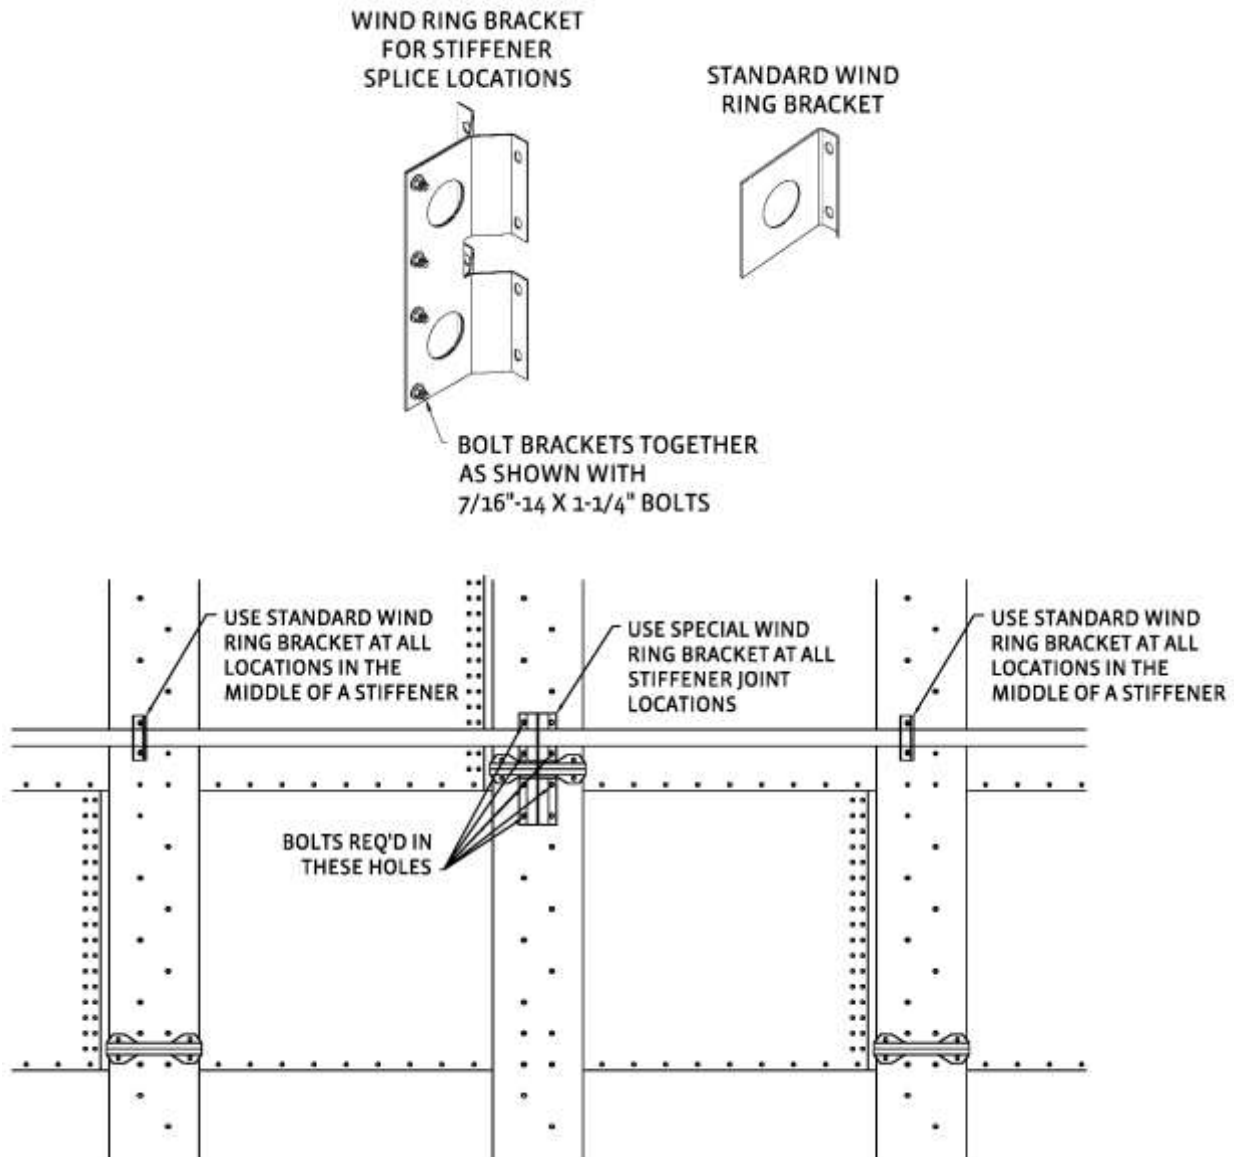 WIND RING BRACKET
FOR STIFFENER
SPLICE LOCATIONS
STANDARD WIND
RING BRACKET
BOLT BRACKETS TOGETHER
AS SHOWN WITH
7/16"-14 X 1-1/4" BOLTS
USE STANDARD WIND
RING BRACKET AT ALL
LOCATIONS IN THE
MIDDLE OF A STIFFENER
USE SPECIAL WIND
RING BRACKET AT ALL
STIFFENER JOINT
LOCATIONS
USE STANDARD WIND
RING BRACKET AT ALL
LOCATIONS IN THE
MIDDLE OF A STIFFENER
BOLTS REQ'D IN
THESE HOLES